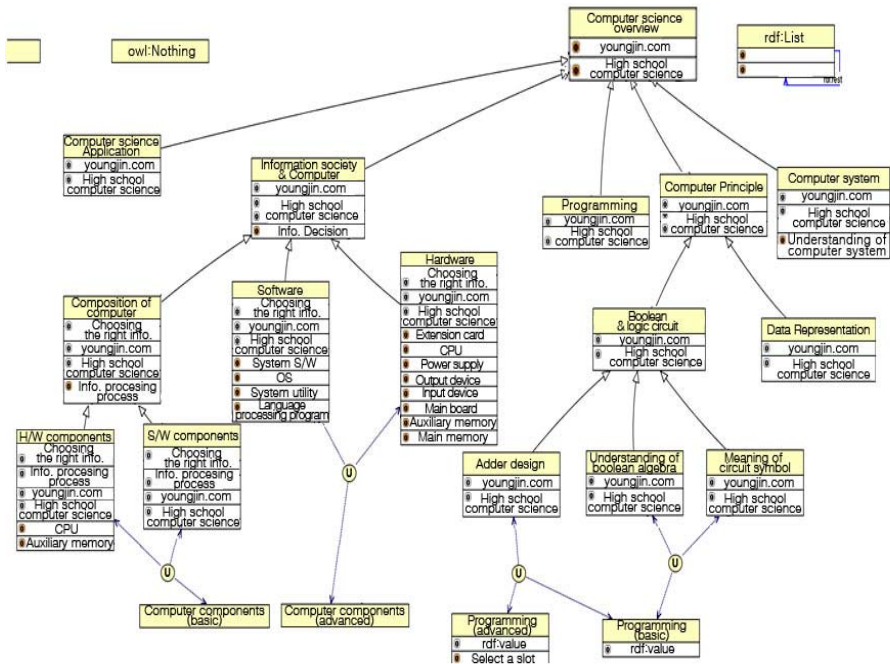 Computer science
overview
youngjin.com
High school
computer science
owl:Nothing
rdf:List
Computer science
Application
youngjin.com
High school
computer science
Information society
& Computer
youngjin.com
High school
computer science
Info. Decision
Programming
youngjin.com
High school
computer science
Computer Principle
youngjin.com
High school
computer science
Computer system
youngjin.com
High school
computer science
Understanding of
computer system
Composition of
computer
Choosing
the right info.
youngjin.com
High school
computer science
Info. procesing
process
Software
Choosing
the right info.
youngjin.com
High school
computer science
System S/W
OS
System utility
Language
processing program
Hardware
Choosing
the right info.
youngjin.com
High school
computer science
Extension card
CPU
Power supply
Output device
Input device
Main board
Auxiliary memory
Main memory
Boolean
& logic circuit
youngjin.com
High school
computer science
Data Representation
youngjin.com
High school
computer science
H/W components
Choosing
the right info.
Info. procesing
process
youngjin.com
High school
computer science
CPU
Auxiliary memory
S/W components
Choosing
the right info.
Info. procesing
process
youngjin.com
High school
computer science
U
U
Adder design
youngjin.com
High school
computer science
Understanding of
boolean algebra
youngjin.com
High school
computer science
Meaning of
circuit symbol
youngjin.com
High school
computer science
U
U
Computer components
(basic)
Computer components
(advanced)
Programming
(advanced)
rdf:value
Select a slot
Programming
(basic)
rdf:value